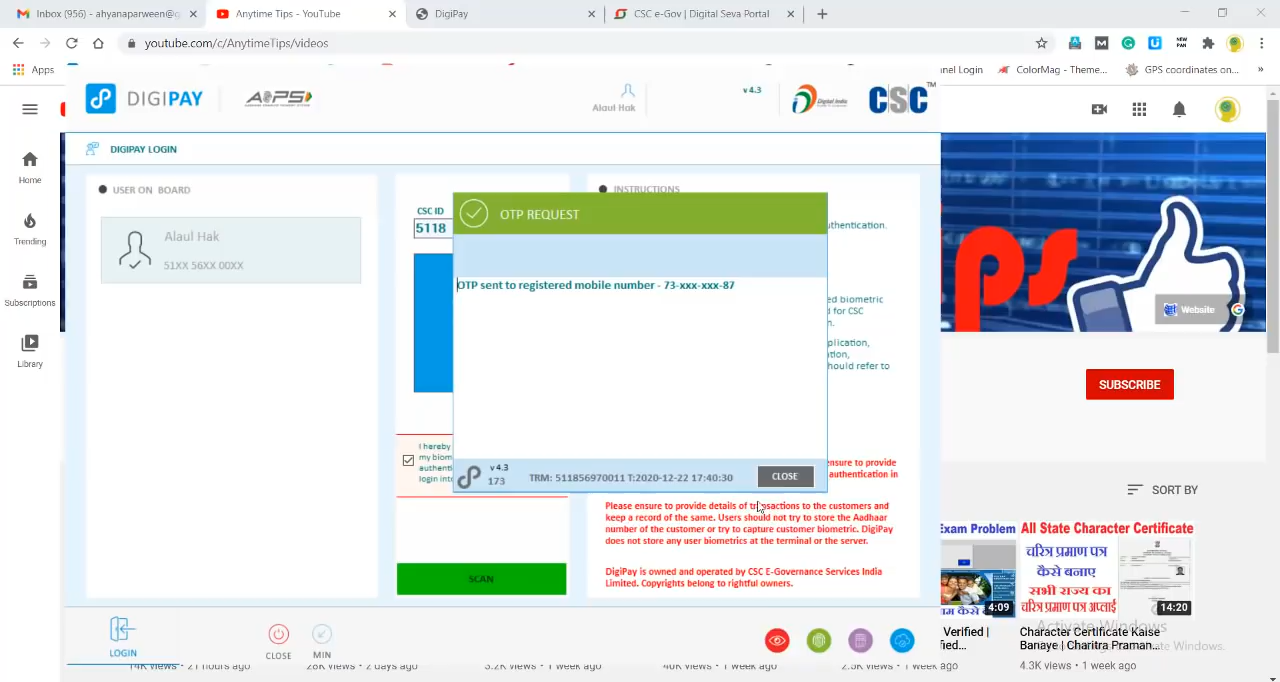 Inbox (956) - ahyanaparween@g
Anytime Tips - YouTube
DigiPay
CSC e-Gov | Digital Seva Portal
youtube.com/c/AnytimeTips/videos
Apps
nel Login
ColorMag - Theme...
GPS coordinates on...
DIGIPAY
AEPS
Alaul Hak
v 4.3
Digital India
CSC
TM
DIGIPAY LOGIN
USER ON BOARD
Alaul Hak
51XX 56XX 00XX
CSC ID
5118
INSTRUCTIONS
uthentication.
OTP REQUEST
OTP sent to registered mobile number - 73-xxx-xxx-87
ed biometric
d for CSC
n.
plication,
tion,
hould refer to
I hereby
my biom
authenti
login int
v 4.3
173
TRM: 511856970011 T:2020-12-22 17:40:30
CLOSE
ensure to provide
authentication in
Please ensure to provide details of transactions to the customers and
keep a record of the same. Users should not try to store the Aadhaar
number of the customer or try to capture customer biometric. DigiPay
does not store any user biometrics at the terminal or the server.
DigiPay is owned and operated by CSC E-Governance Services India
Limited. Copyrights belong to rightful owners.
SCAN
LOGIN
CLOSE
MIN
Home
Trending
Subscriptions
Library
ps
Website
SUBSCRIBE
SORT BY
Exam Problem
All State Character Certificate
चरित्र प्रमाण पत्र
कैसे बनाए
सभी राज्य का
चरित्र प्रमाण पत्र अप्लाई
4:09
14:20
Verified |
fied...
Character Certificate Kaise
Banaye | Charitra Praman...
Activate Windows
14K views • 21 hours ago
28K views • 2 days ago
3.2K views • 1 week ago
40K views • 1 week ago
2.5K views • 1 week ago
4.3K views • 1 week ago